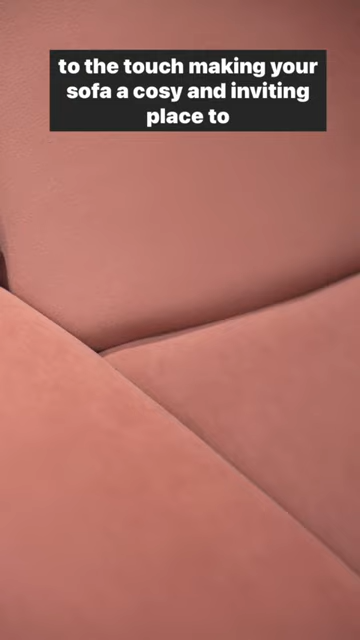 to the touch making your
sofa a cosy and inviting
place to